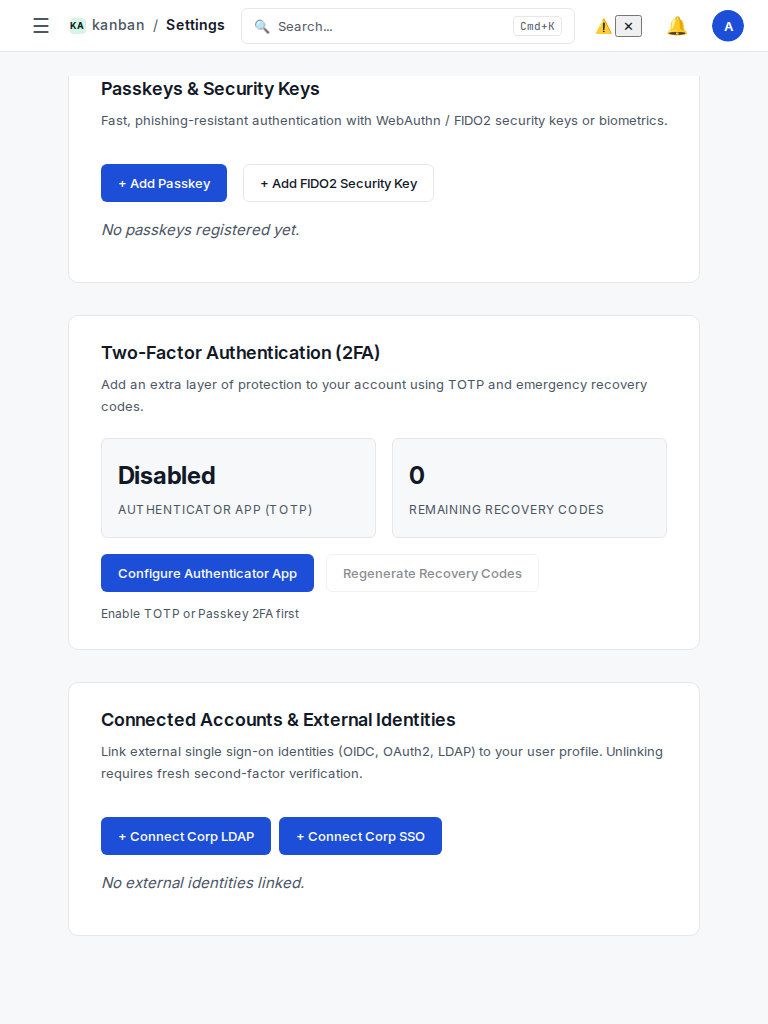 ☰ KA kanban / Settings 🔍 Search... Cmd+K ⚠️ ✕ 🔔 A
Passkeys & Security Keys
Fast, phishing-resistant authentication with WebAuthn / FIDO2 security keys or biometrics.
+ Add Passkey + Add FIDO2 Security Key
No passkeys registered yet.
Two-Factor Authentication (2FA)
Add an extra layer of protection to your account using TOTP and emergency recovery
codes.
Disabled
AUTHENTICATOR APP (TOTP)
0
REMAINING RECOVERY CODES
Configure Authenticator App Regenerate Recovery Codes
Enable TOTP or Passkey 2FA first
Connected Accounts & External Identities
Link external single sign-on identities (OIDC, OAuth2, LDAP) to your user profile. Unlinking
requires fresh second-factor verification.
+ Connect Corp LDAP + Connect Corp SSO
No external identities linked.